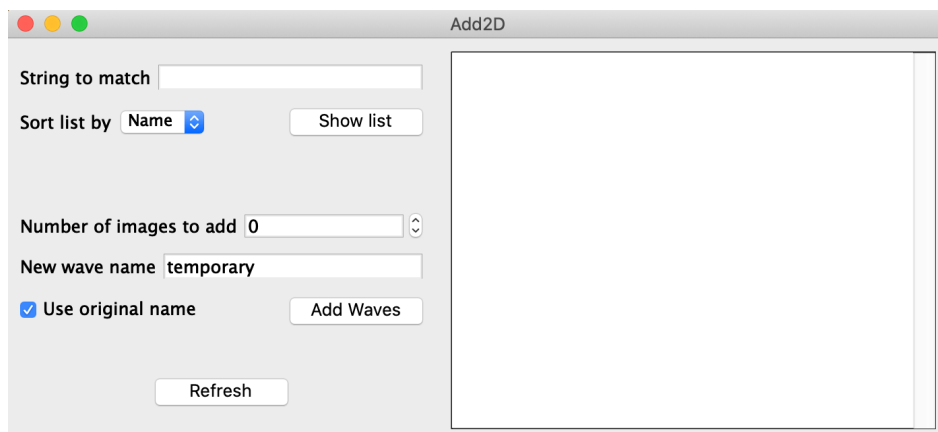 Add2D
String to match
Sort list by Name Show list
Number of images to add 0
New wave name temporary
Use original name Add Waves
Refresh